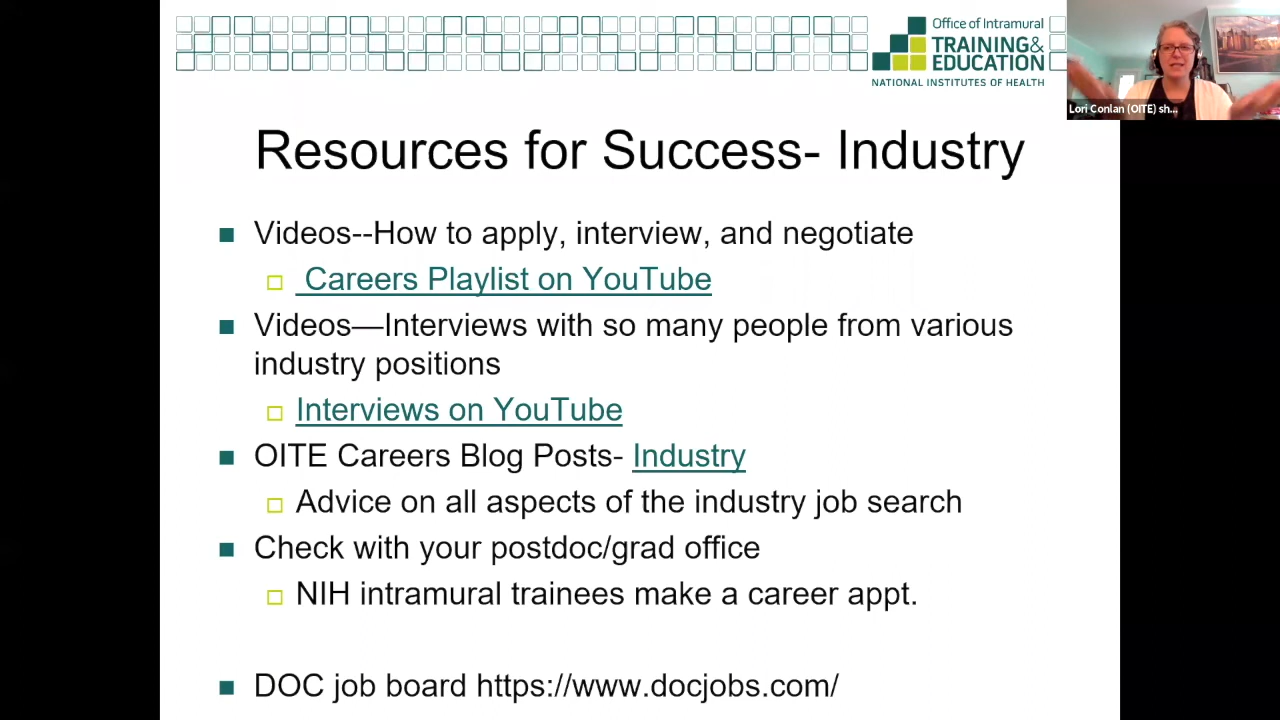 Office of Intramural
TRAINING&
EDUCATION
NATIONAL INSTITUTES OF HEALTH
Lori Conlan (OITE) sh...
Resources for Success- Industry
Videos--How to apply, interview, and negotiate
Careers Playlist on YouTube
Videos—Interviews with so many people from various
industry positions
Interviews on YouTube
OITE Careers Blog Posts- Industry
Advice on all aspects of the industry job search
Check with your postdoc/grad office
NIH intramural trainees make a career appt.
DOC job board https://www.docjobs.com/